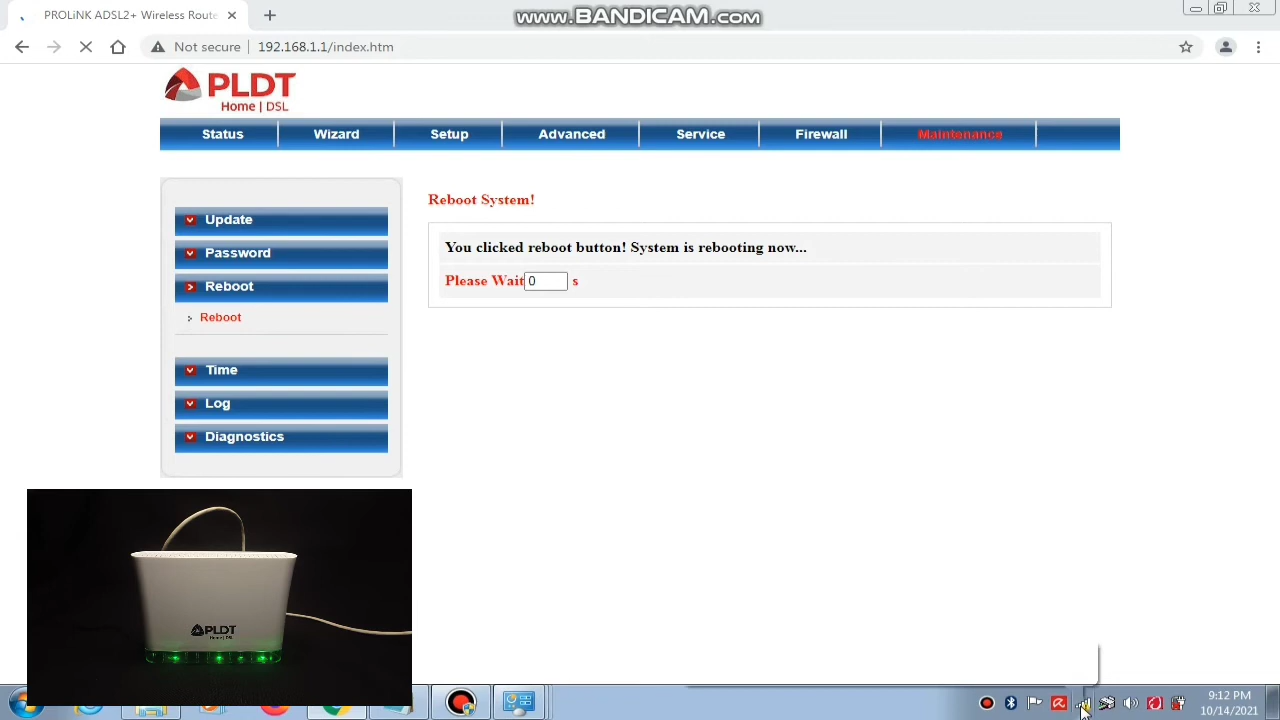 PROLiNK ADSL2+ Wireless Route
www.BANDICAM.com
Not secure
192.168.1.1/index.htm
PLDT
Home | DSL
Status
Wizard
Setup
Advanced
Service
Firewall
Maintenance
Update
Password
Reboot
Reboot
Time
Log
Diagnostics
Reboot System!
You clicked reboot button! System is rebooting now...
Please Wait 0 s
PLDT
Home | DSL
9:12 PM
10/14/2021